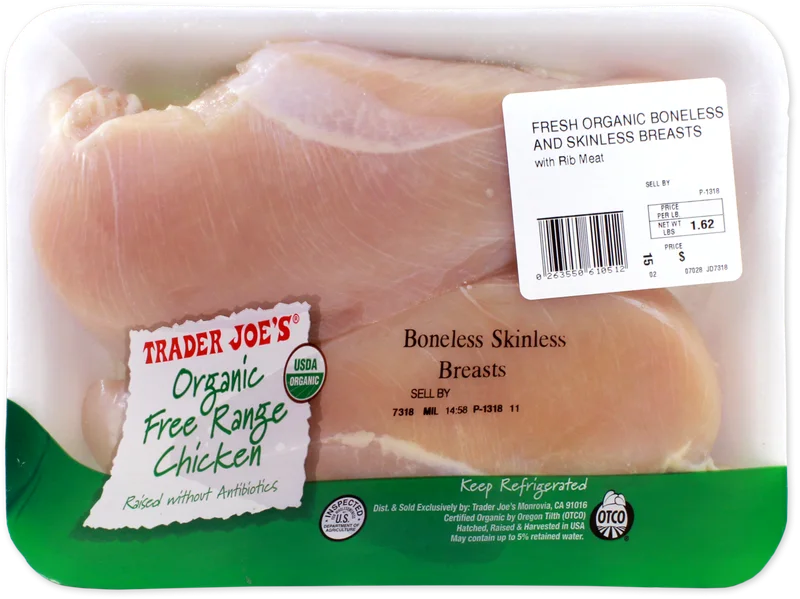 FRESH ORGANIC BONELESS
AND SKINLESS BREASTS
with Rib Meat
SELL BY
P-1318
PRICE
PER LB.
NET WT
LBS
1.62
PRICE
$
15
02
07028 JD7318
0 263550 610512
TRADER JOE'S®
Organic
Free Range
Chicken
Raised without Antibiotics
USDA
ORGANIC
Boneless Skinless
Breasts
SELL BY
7318 MIL 14:58 P-1318 11
Keep Refrigerated
Dist. & Sold Exclusively by: Trader Joe's Monrovia, CA 91016
Certified Organic by Oregon Tilth (OTCO)
Hatched, Raised & Harvested in USA
May contain up to 5% retained water.
INSPECTED
U.S.
DEPARTMENT OF
AGRICULTURE
OTCO